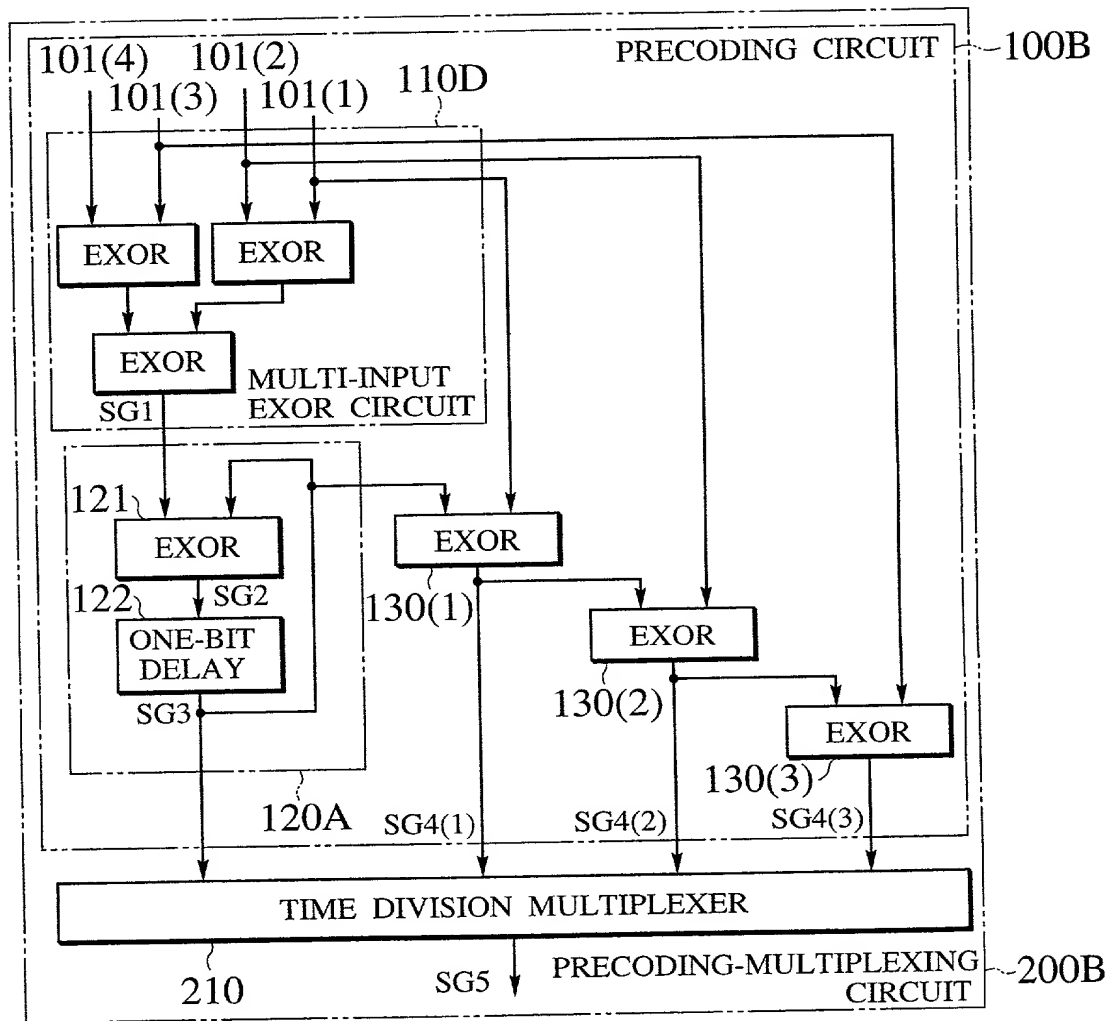 PRECODING CIRCUIT
100B
101(4)
101(2)
101(3)
101(1)
110D
EXOR
EXOR
EXOR
MULTI-INPUT
EXOR CIRCUIT
SG1
121
EXOR
EXOR
122
SG2
130(1)
ONE-BIT
DELAY
EXOR
SG3
130(2)
EXOR
130(3)
120A
SG4(1)
SG4(2)
SG4(3)
TIME DIVISION MULTIPLEXER
210
SG5
PRECODING-MULTIPLEXING
CIRCUIT
200B